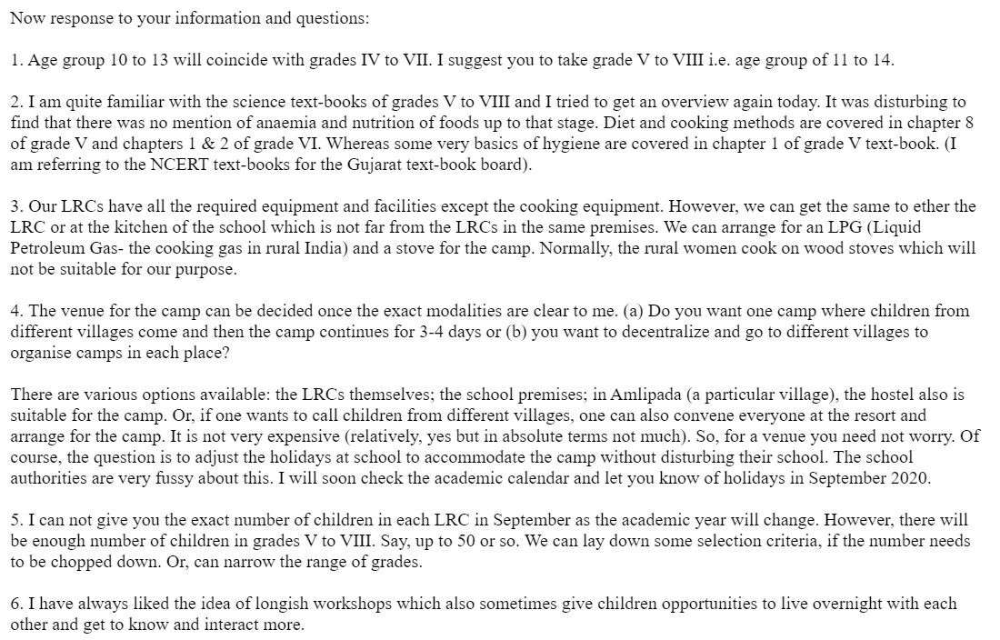 Now response to your information and questions:
1. Age group 10 to 13 will coincide with grades IV to VII. I suggest you to take grade V to VIII i.e. age group of 11 to 14.
2. I am quite familiar with the science text-books of grades V to VIII and I tried to get an overview again today. It was disturbing to
find that there was no mention of anaemia and nutrition of foods up to that stage. Diet and cooking methods are covered in chapter 8
of grade V and chapters 1 & 2 of grade VI. Whereas some very basics of hygiene are covered in chapter 1 of grade V text-book. (I
am referring to the NCERT text-books for the Gujarat text-book board).
3. Our LRCs have all the required equipment and facilities except the cooking equipment. However, we can get the same to ether the
LRC or at the kitchen of the school which is not far from the LRCs in the same premises. We can arrange for an LPG (Liquid
Petroleum Gas- the cooking gas in rural India) and a stove for the camp. Normally, the rural women cook on wood stoves which will
not be suitable for our purpose.
4. The venue for the camp can be decided once the exact modalities are clear to me. (a) Do you want one camp where children from
different villages come and then the camp continues for 3-4 days or (b) you want to decentralize and go to different villages to
organise camps in each place?
There are various options available: the LRCs themselves; the school premises; in Amlipada (a particular village), the hostel also is
suitable for the camp. Or, if one wants to call children from different villages, one can also convene everyone at the resort and
arrange for the camp. It is not very expensive (relatively, yes but in absolute terms not much). So, for a venue you need not worry. Of
course, the question is to adjust the holidays at school to accommodate the camp without disturbing their school. The school
authorities are very fussy about this. I will soon check the academic calendar and let you know of holidays in September 2020.
5. I can not give you the exact number of children in each LRC in September as the academic year will change. However, there will
be enough number of children in grades V to VIII. Say, up to 50 or so. We can lay down some selection criteria, if the number needs
to be chopped down. Or, can narrow the range of grades.
6. I have always liked the idea of longish workshops which also sometimes give children opportunities to live overnight with each
other and get to know and interact more.